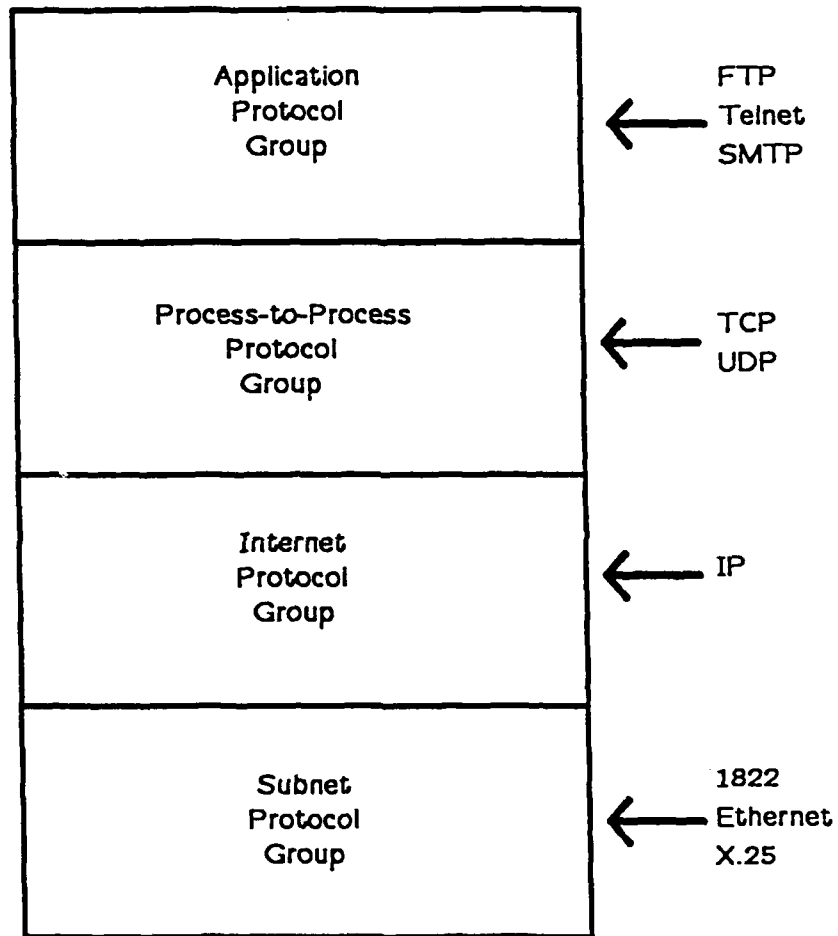 Application
Protocol
Group
FTP
Telnet
SMTP
Process-to-Process
Protocol
Group
TCP
UDP
Internet
Protocol
Group
IP
Subnet
Protocol
Group
1822
Ethernet
X.25